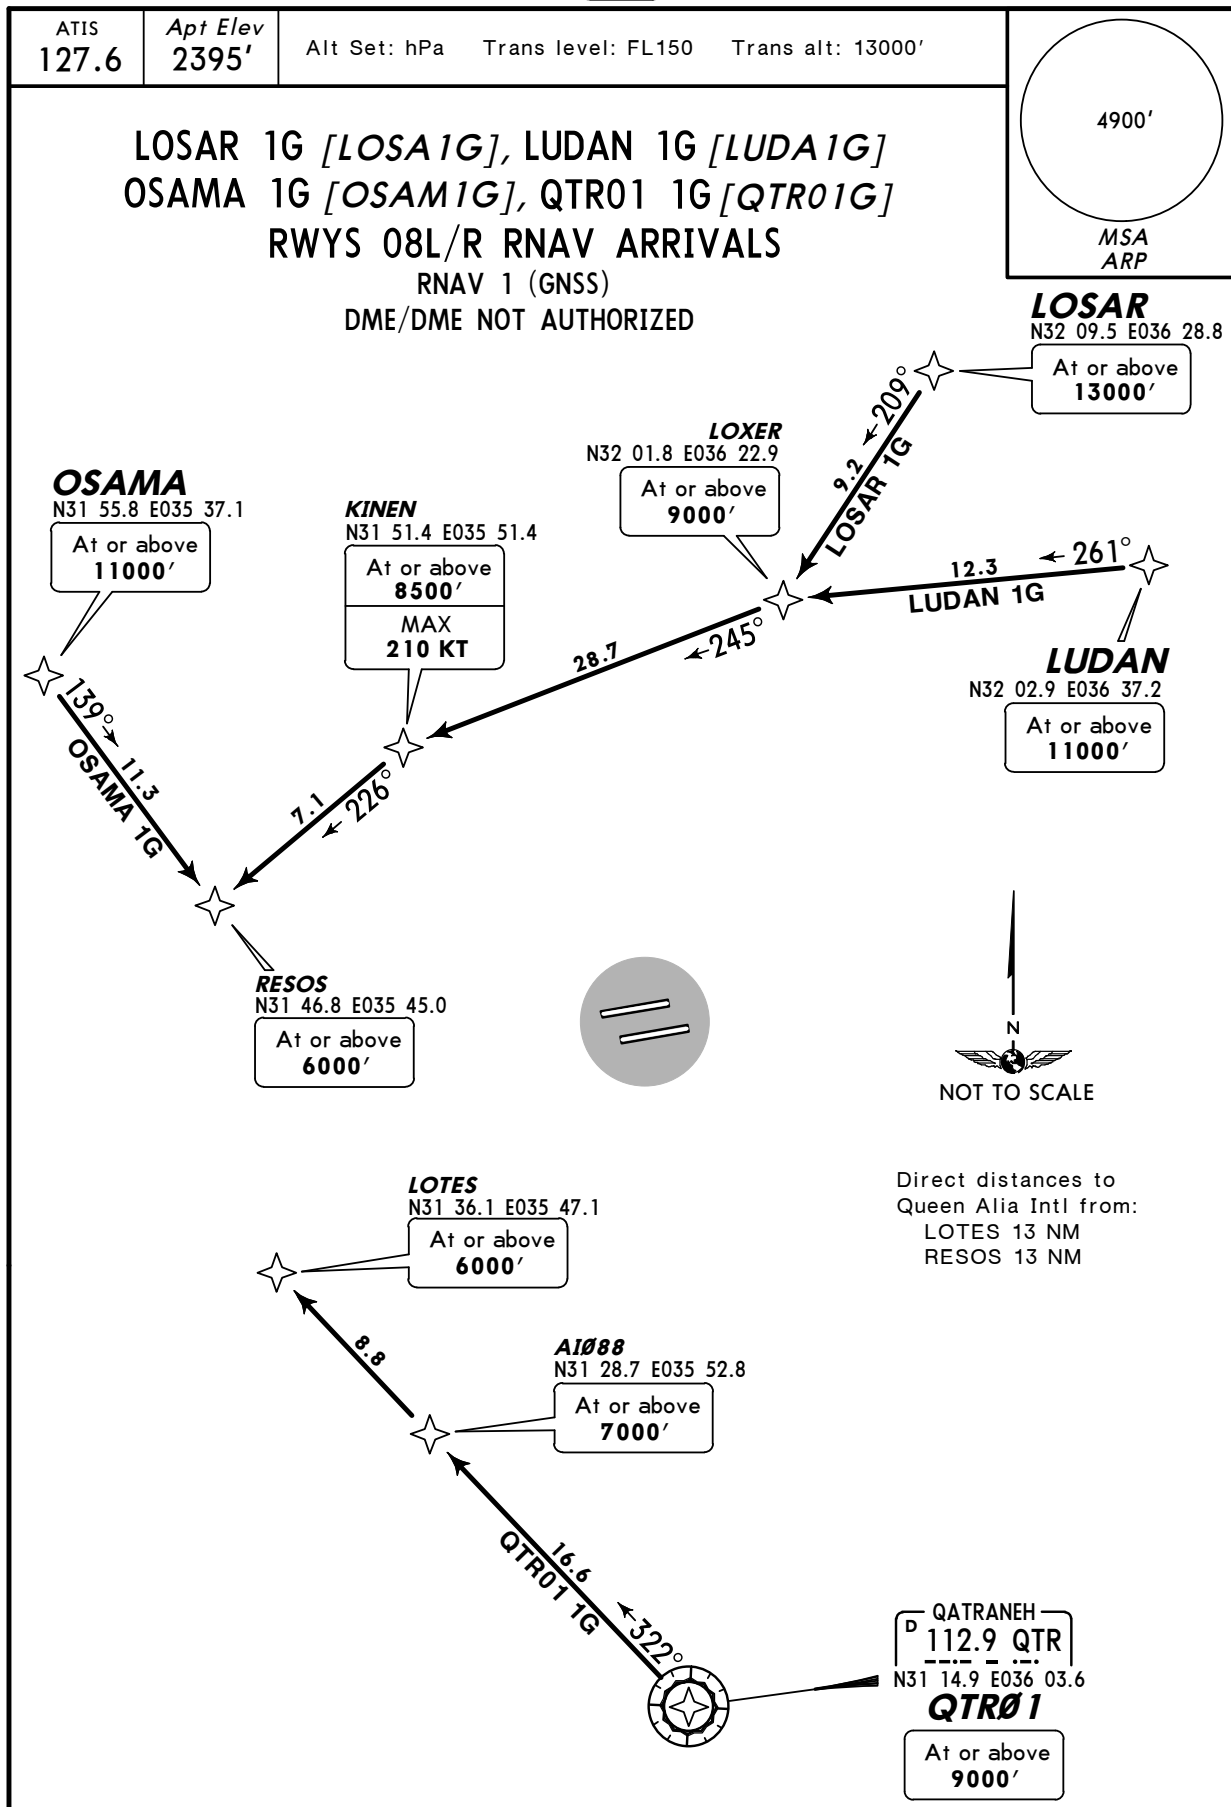 ATIS
127.6
Apt Elev
2395'
Alt Set: hPa Trans level: FL150 Trans alt: 13000'
4900'
MSA
ARP
LOSAR 1G [LOSA1G], LUDAN 1G [LUDA1G]
OSAMA 1G [OSAM1G], QTR01 1G [QTR01G]
RWYS 08L/R RNAV ARRIVALS
RNAV 1 (GNSS)
DME/DME NOT AUTHORIZED
LOSAR
N32 09.5 E036 28.8
At or above
13000'
209°
9.2
LOSAR 1G
LOXER
N32 01.8 E036 22.9
At or above
9000'
OSAMA
N31 55.8 E035 37.1
At or above
11000'
KINEN
N31 51.4 E035 51.4
At or above
8500'
MAX
210 KT
261°
12.3
LUDAN 1G
LUDAN
N32 02.9 E036 37.2
At or above
11000'
245°
28.7
139°
11.3
OSAMA 1G
226°
7.1
RESOS
N31 46.8 E035 45.0
At or above
6000'
N
NOT TO SCALE
Direct distances to
Queen Alia Intl from:
LOTES 13 NM
RESOS 13 NM
LOTES
N31 36.1 E035 47.1
At or above
6000'
8.8
AIØ88
N31 28.7 E035 52.8
At or above
7000'
16.6
QTR01 1G
322°
QATRANEH
D 112.9 QTR
N31 14.9 E036 03.6
QTRØ1
At or above
9000'